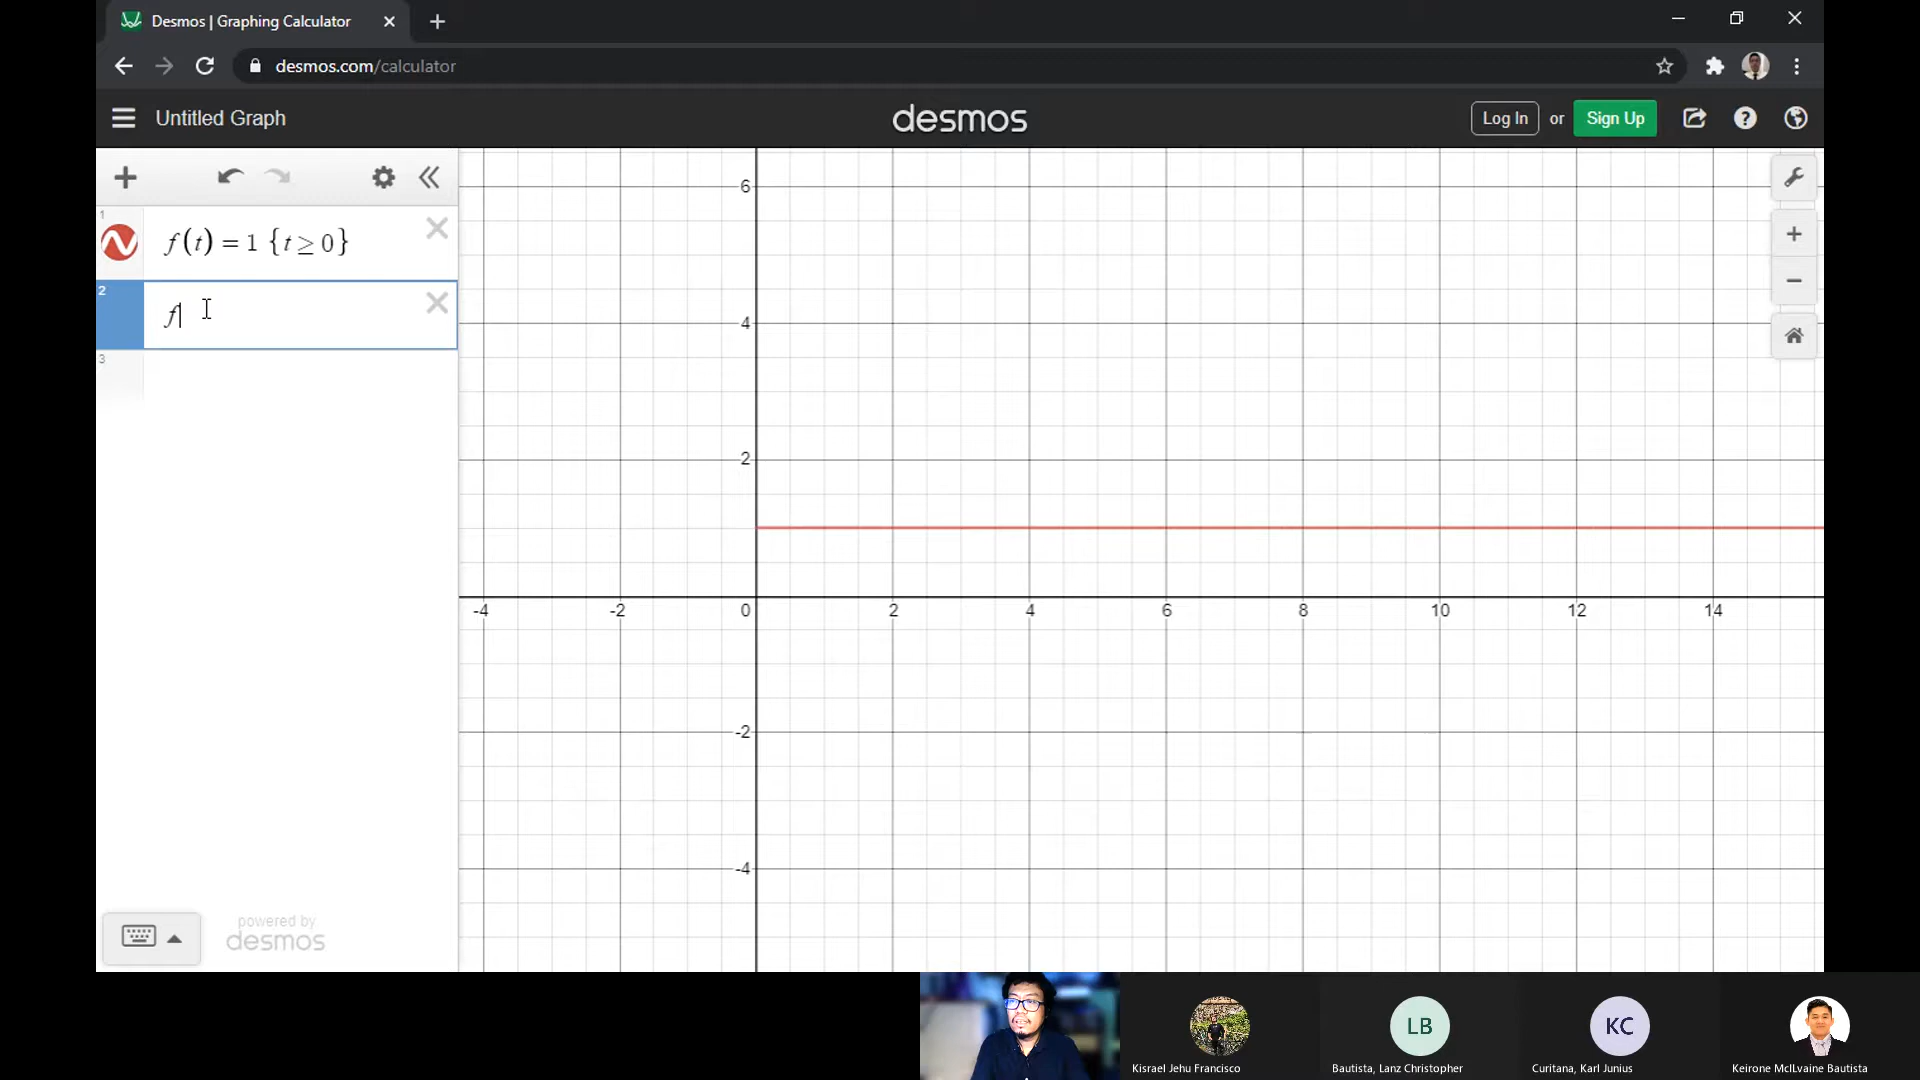 Desmos | Graphing Calculator
desmos.com/calculator
Untitled Graph
desmos
Log In or Sign Up
1
f(t) = 1 {t ≥ 0}
2
f
3
6
4
2
-4 -2 0 2 4 6 8 10 12 14
-2
-4
powered by
desmos
LB
KC
Kisrael Jehu Francisco
Bautista, Lanz Christopher
Curitana, Karl Junius
Keirone McILvaine Bautista